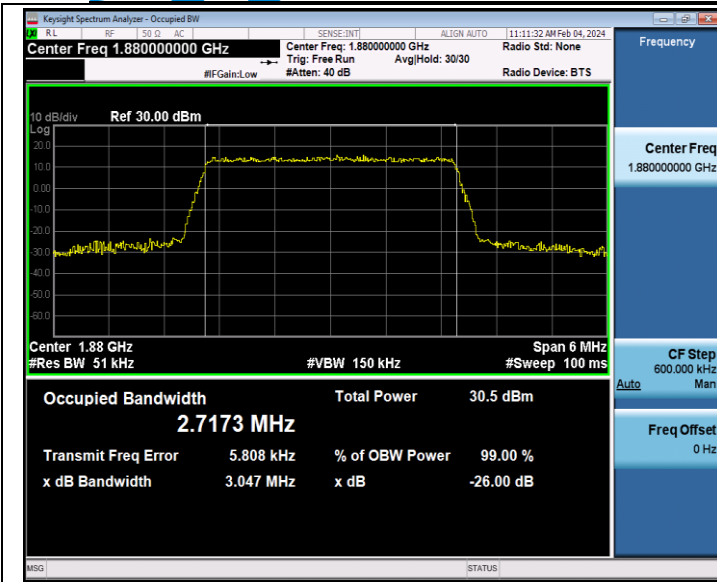 Keysight Spectrum Analyzer - Occupied BW
RL RF 50 Ω AC SENSE:INT ALIGN AUTO 11:11:32 AM Feb 04, 2024
Center Freq 1.880000000 GHz
Center Freq: 1.880000000 GHz Radio Std: None
Trig: Free Run Avg|Hold: 30/30
#IFGain:Low #Atten: 40 dB Radio Device: BTS
Frequency
10 dB/div Ref 30.00 dBm
Log
20.0
10.0
0.00
-10.0
-20.0
-30.0
-40.0
-50.0
-60.0
Center 1.88 GHz Span 6 MHz
#Res BW 51 kHz #VBW 150 kHz #Sweep 100 ms
Occupied Bandwidth Total Power 30.5 dBm
2.7173 MHz
Transmit Freq Error 5.808 kHz % of OBW Power 99.00 %
x dB Bandwidth 3.047 MHz x dB -26.00 dB
Center Freq
1.880000000 GHz
CF Step
600.000 kHz
Auto Man
Freq Offset
0 Hz
MSG STATUS